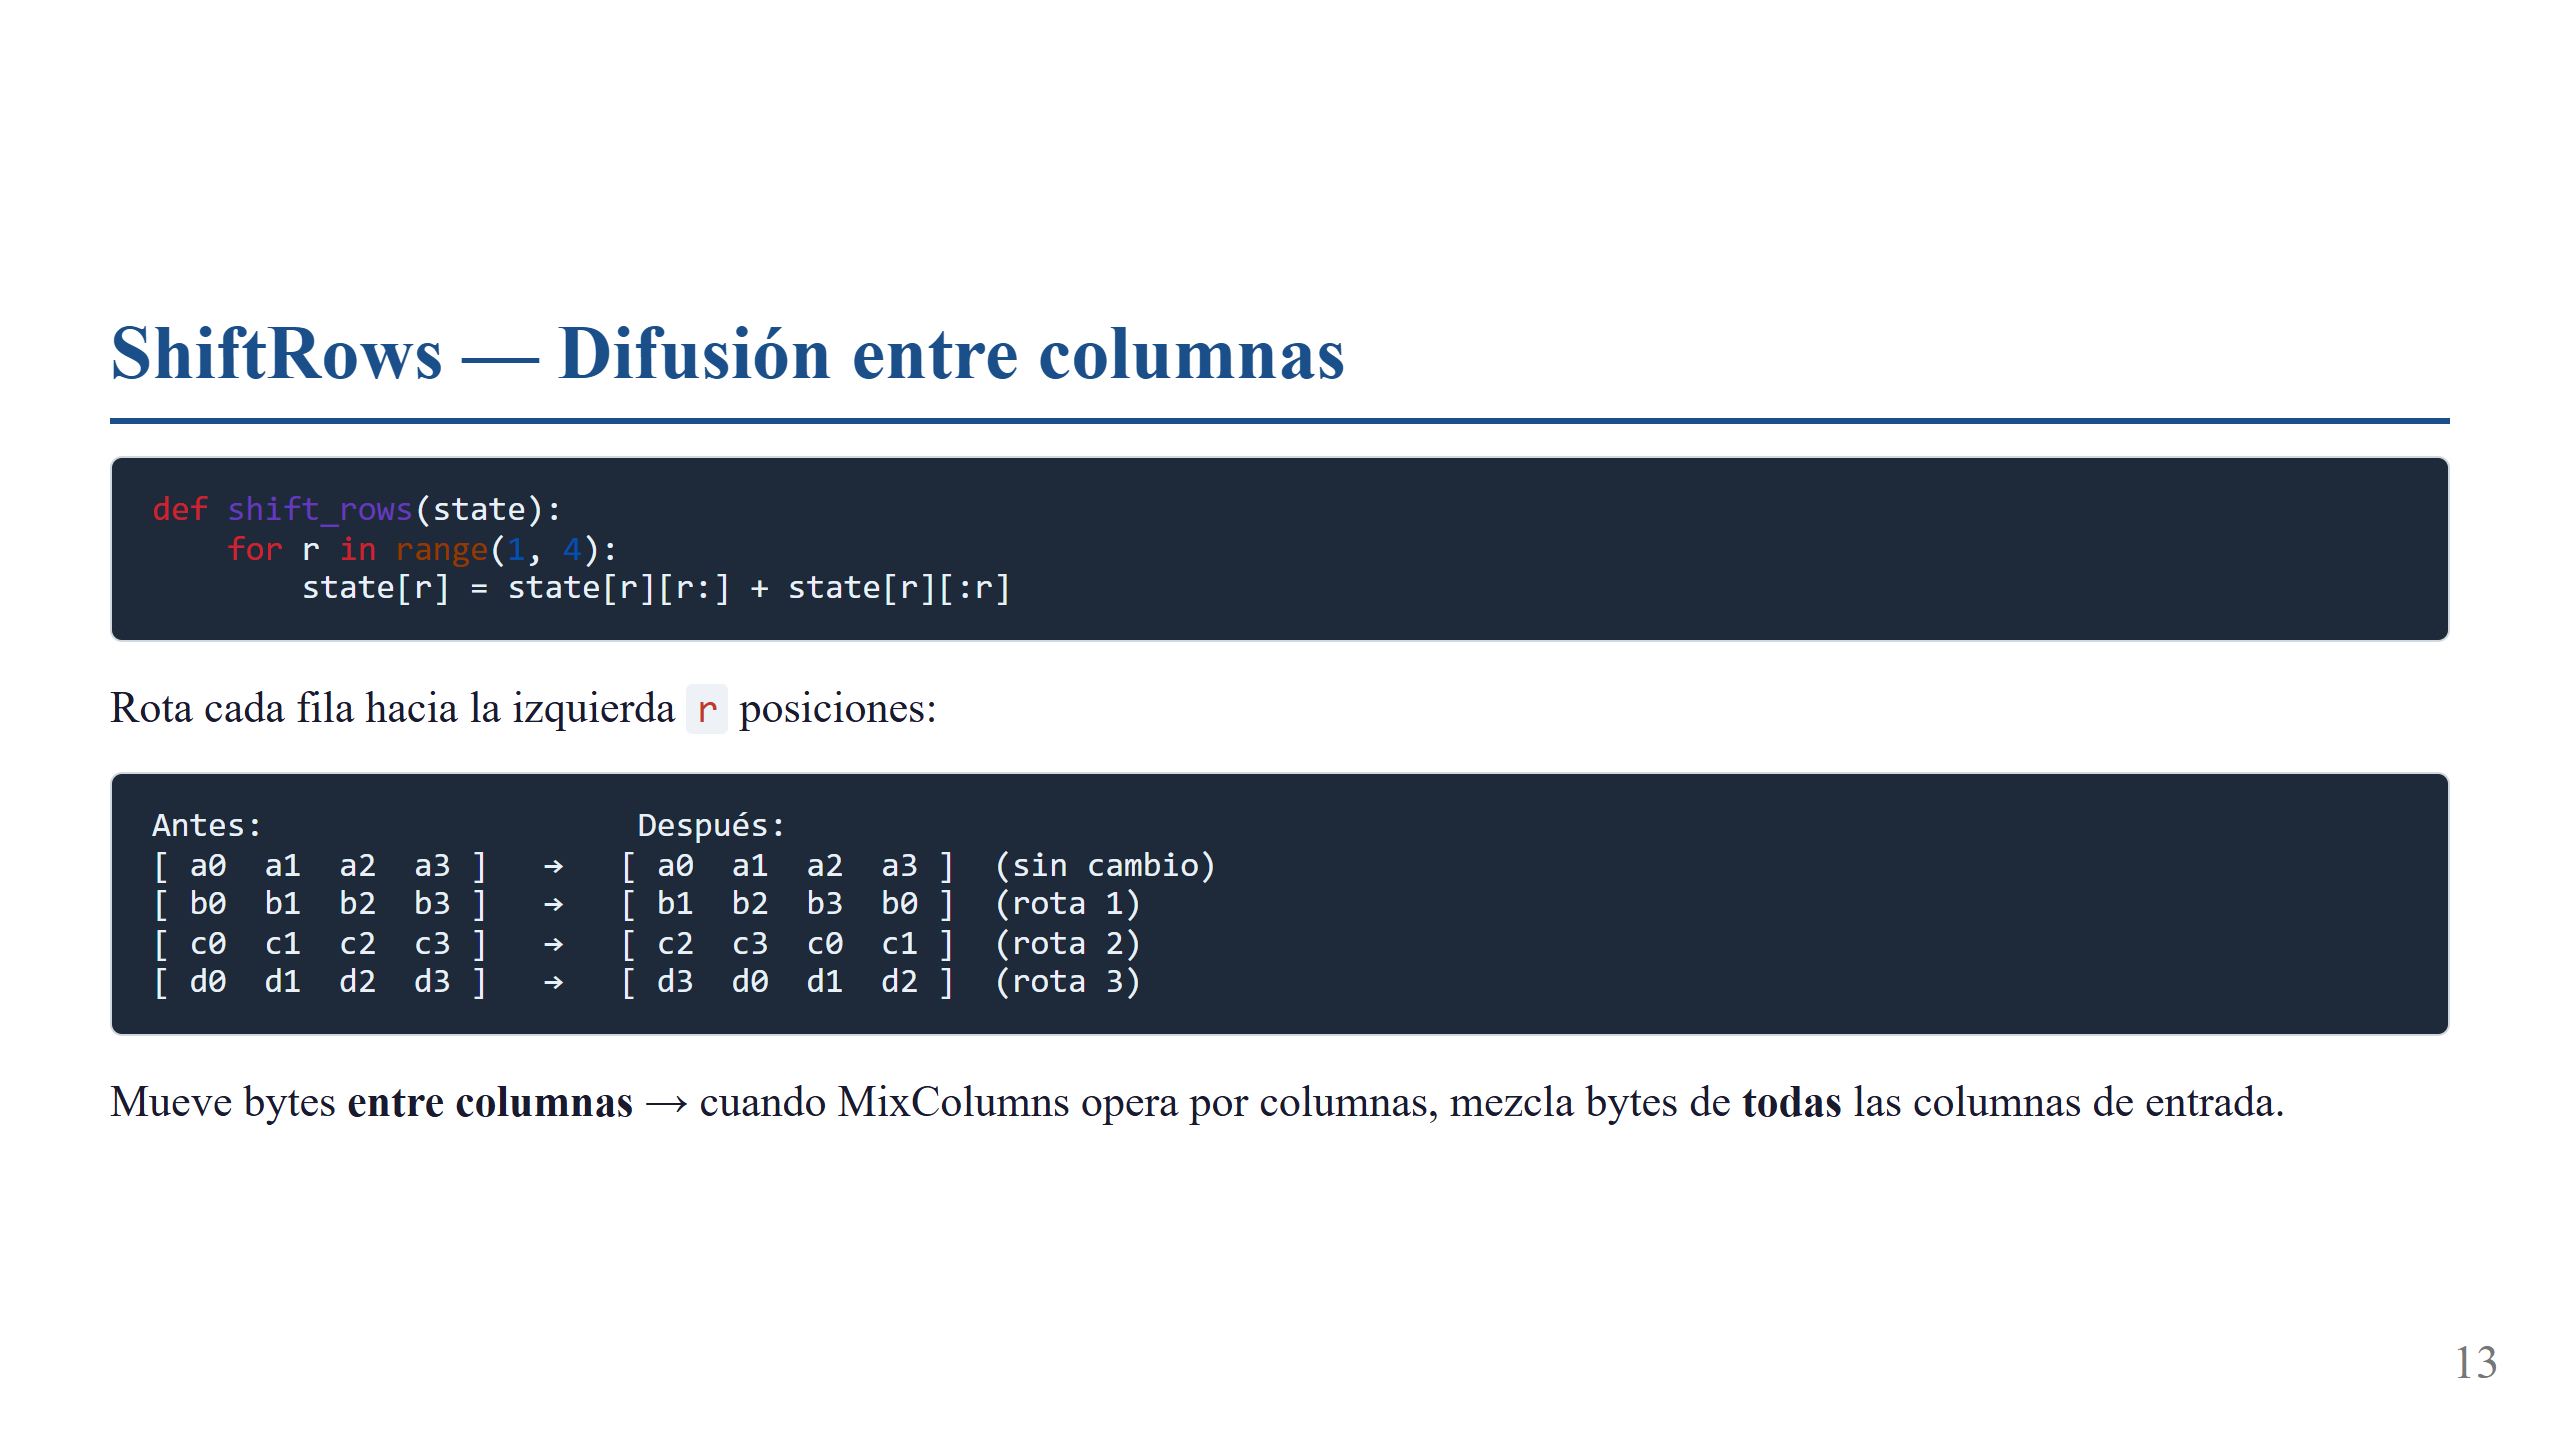 ShiftRows — Difusión entre columnas
def shift_rows(state):
    for r in range(1, 4):
        state[r] = state[r][r:] + state[r][:r]
Rota cada fila hacia la izquierda r posiciones:
Antes:                    Después:
[ a0  a1  a2  a3 ]   →   [ a0  a1  a2  a3 ]  (sin cambio)
[ b0  b1  b2  b3 ]   →   [ b1  b2  b3  b0 ]  (rota 1)
[ c0  c1  c2  c3 ]   →   [ c2  c3  c0  c1 ]  (rota 2)
[ d0  d1  d2  d3 ]   →   [ d3  d0  d1  d2 ]  (rota 3)
Mueve bytes entre columnas → cuando MixColumns opera por columnas, mezcla bytes de todas las columnas de entrada.
13